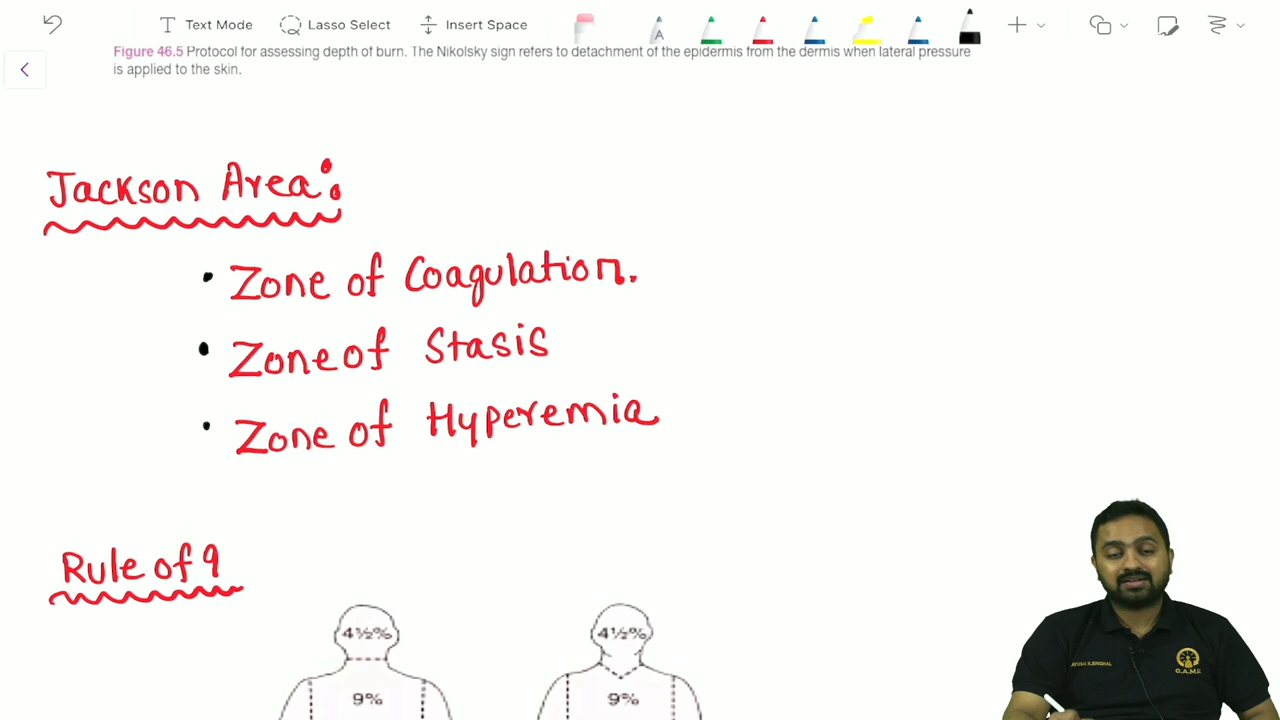 Text Mode Lasso Select Insert Space
A
Figure 46.5 Protocol for assessing depth of burn. The Nikolsky sign refers to detachment of the epidermis from the dermis when lateral pressure
is applied to the skin.
Jackson Area:
• Zone of Coagulation.
• Zone of Stasis
• Zone of Hyperemia
Rule of 9
4½% 4½%
9% 9%
AYUSH K.SINGHAL
G.A.M.S